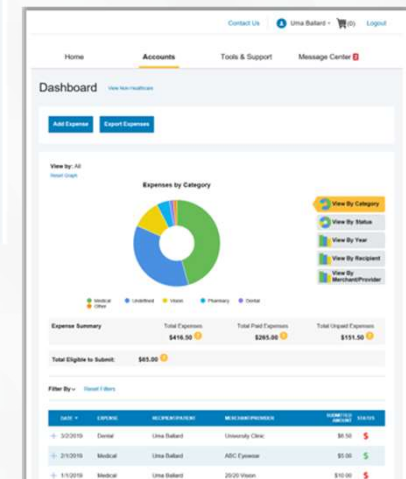 Contact Us Uma Ballard (0) Logout
Home Accounts Tools & Support Message Center 2
Dashboard View Non-Healthcare
Add Expense Export Expenses
View by: All
Reset Graph
Expenses by Category
View By Category
View By Status
View By Year
View By Recipient
View By
Merchant/Provider
Medical Undefined Vision Pharmacy Dental
Other
Expense Summary Total Expenses Total Paid Expenses Total Unpaid Expenses
$416.50 $265.00 $151.50
Total Eligible to Submit: $65.00
Filter By Reset Filters
DATE EXPENSE RECIPIENT/PATIENT MERCHANT/PROVIDER SUBMITTED AMOUNT STATUS
+ 3/2/2019 Dental Uma Ballard University Clinic $6.50 $
+ 2/1/2019 Medical Uma Ballard ABC Eyewear $5.00 $
+ 1/1/2019 Medical Uma Ballard 20/20 Vision $10.00 $